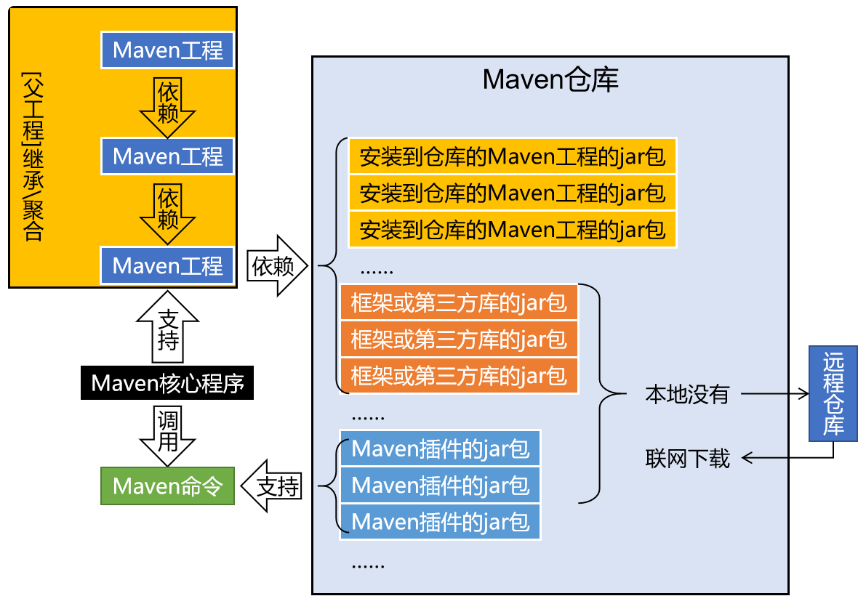 [父工程]继承/聚合
Maven工程
依赖
Maven工程
依赖
Maven工程
支持
Maven核心程序
调用
Maven命令
依赖
支持
Maven仓库
安装到仓库的Maven工程的jar包
安装到仓库的Maven工程的jar包
安装到仓库的Maven工程的jar包
......
框架或第三方库的jar包
框架或第三方库的jar包
框架或第三方库的jar包
......
Maven插件的jar包
Maven插件的jar包
Maven插件的jar包
......
本地没有
联网下载
远程仓库